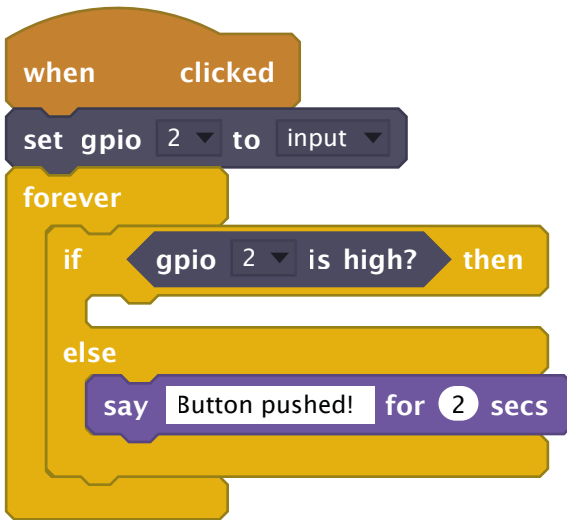 when clicked
set gpio 2 to input
forever
if gpio 2 is high? then
else
say Button pushed! for 2 secs